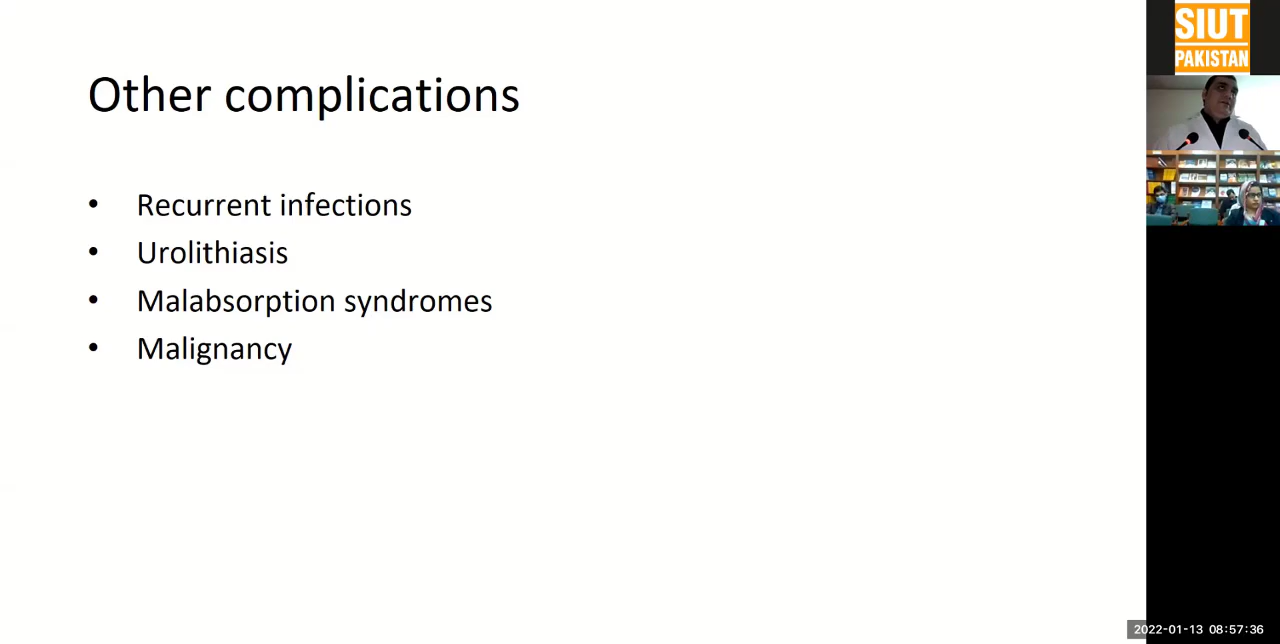 Other complications
• Recurrent infections
• Urolithiasis
• Malabsorption syndromes
• Malignancy
SIUT
PAKISTAN
2022-01-13 08:57:36